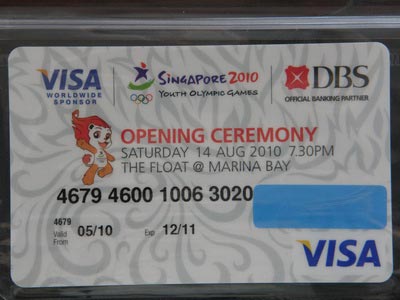 VISA
WORLDWIDE
SPONSOR
SINGAPORE 2010
YOUTH OLYMPIC GAMES
DBS
OFFICIAL BANKING PARTNER
OPENING CEREMONY
SATURDAY 14 AUG 2010 7.30PM
THE FLOAT @ MARINA BAY
4679 4600 1006 3020
4679
Valid From 05/10 Exp 12/11
VISA